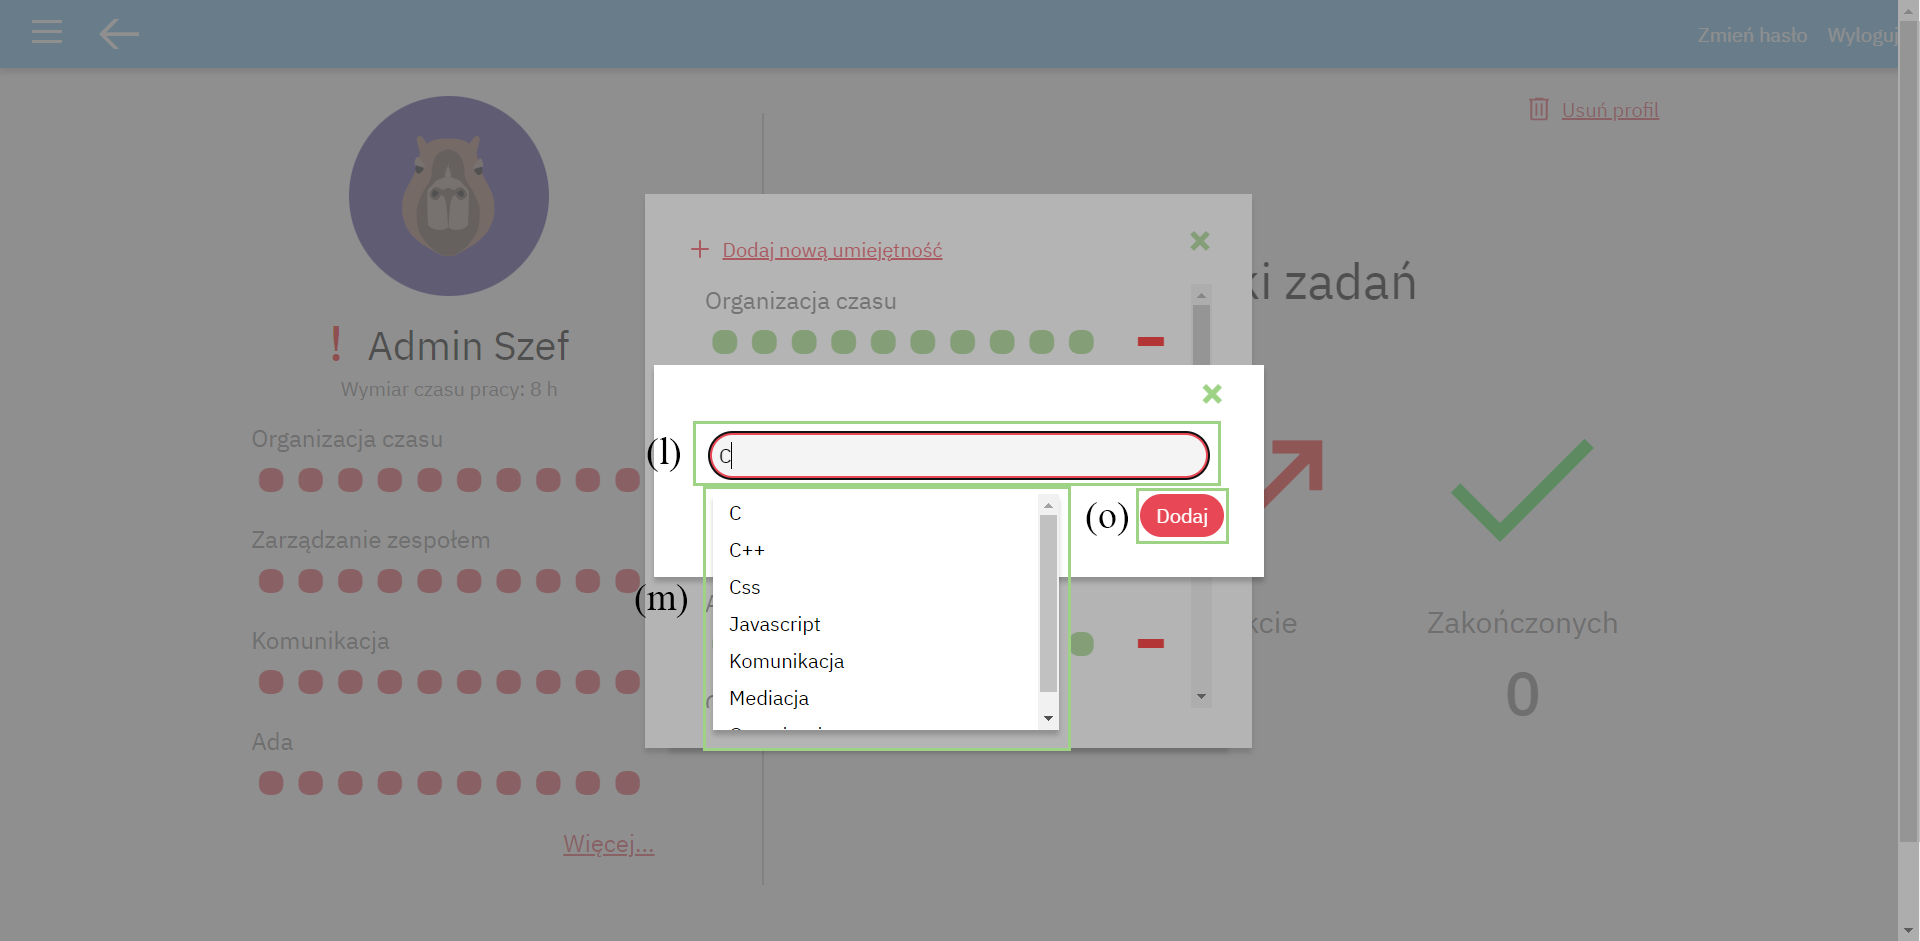 Zmień hasło Wyloguj
Usuń profil
Admin Szef
Wymiar czasu pracy: 8 h
Organizacja czasu
Zarządzanie zespołem
Komunikacja
Ada
Więcej...
Dodaj nową umiejętność
Organizacja czasu
(l)
C
(m)
C
C++
Css
Javascript
Komunikacja
Mediacja
(o)
Dodaj
ki zadań
kcie
Zakończonych
0